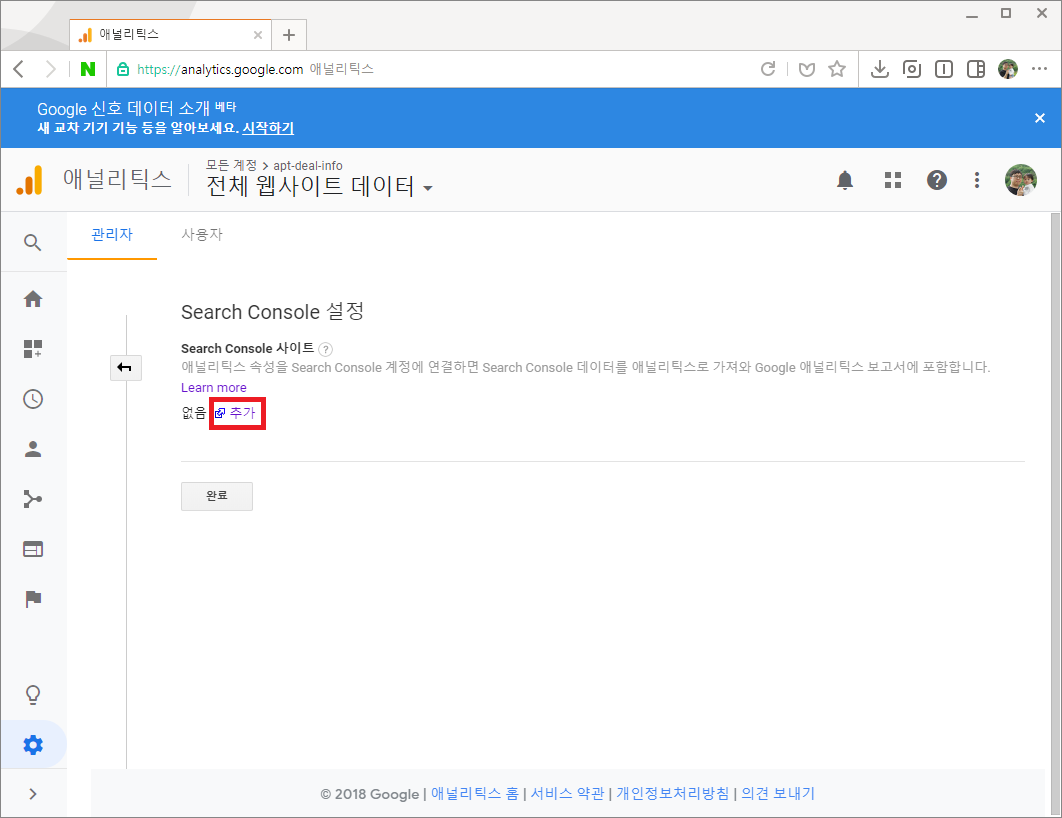 애널리틱스
N
https://analytics.google.com 애널리틱스
Google 신호 데이터 소개 베타
새 교차 기기 기능 등을 알아보세요. 시작하기
애널리틱스
모든 계정 > apt-deal-info
전체 웹사이트 데이터
관리자 사용자
Search Console 설정
Search Console 사이트 ?
애널리틱스 속성을 Search Console 계정에 연결하면 Search Console 데이터를 애널리틱스로 가져와 Google 애널리틱스 보고서에 포함합니다.
Learn more
없음 추가
완료
© 2018 Google | 애널리틱스 홈 | 서비스 약관 | 개인정보처리방침 | 의견 보내기